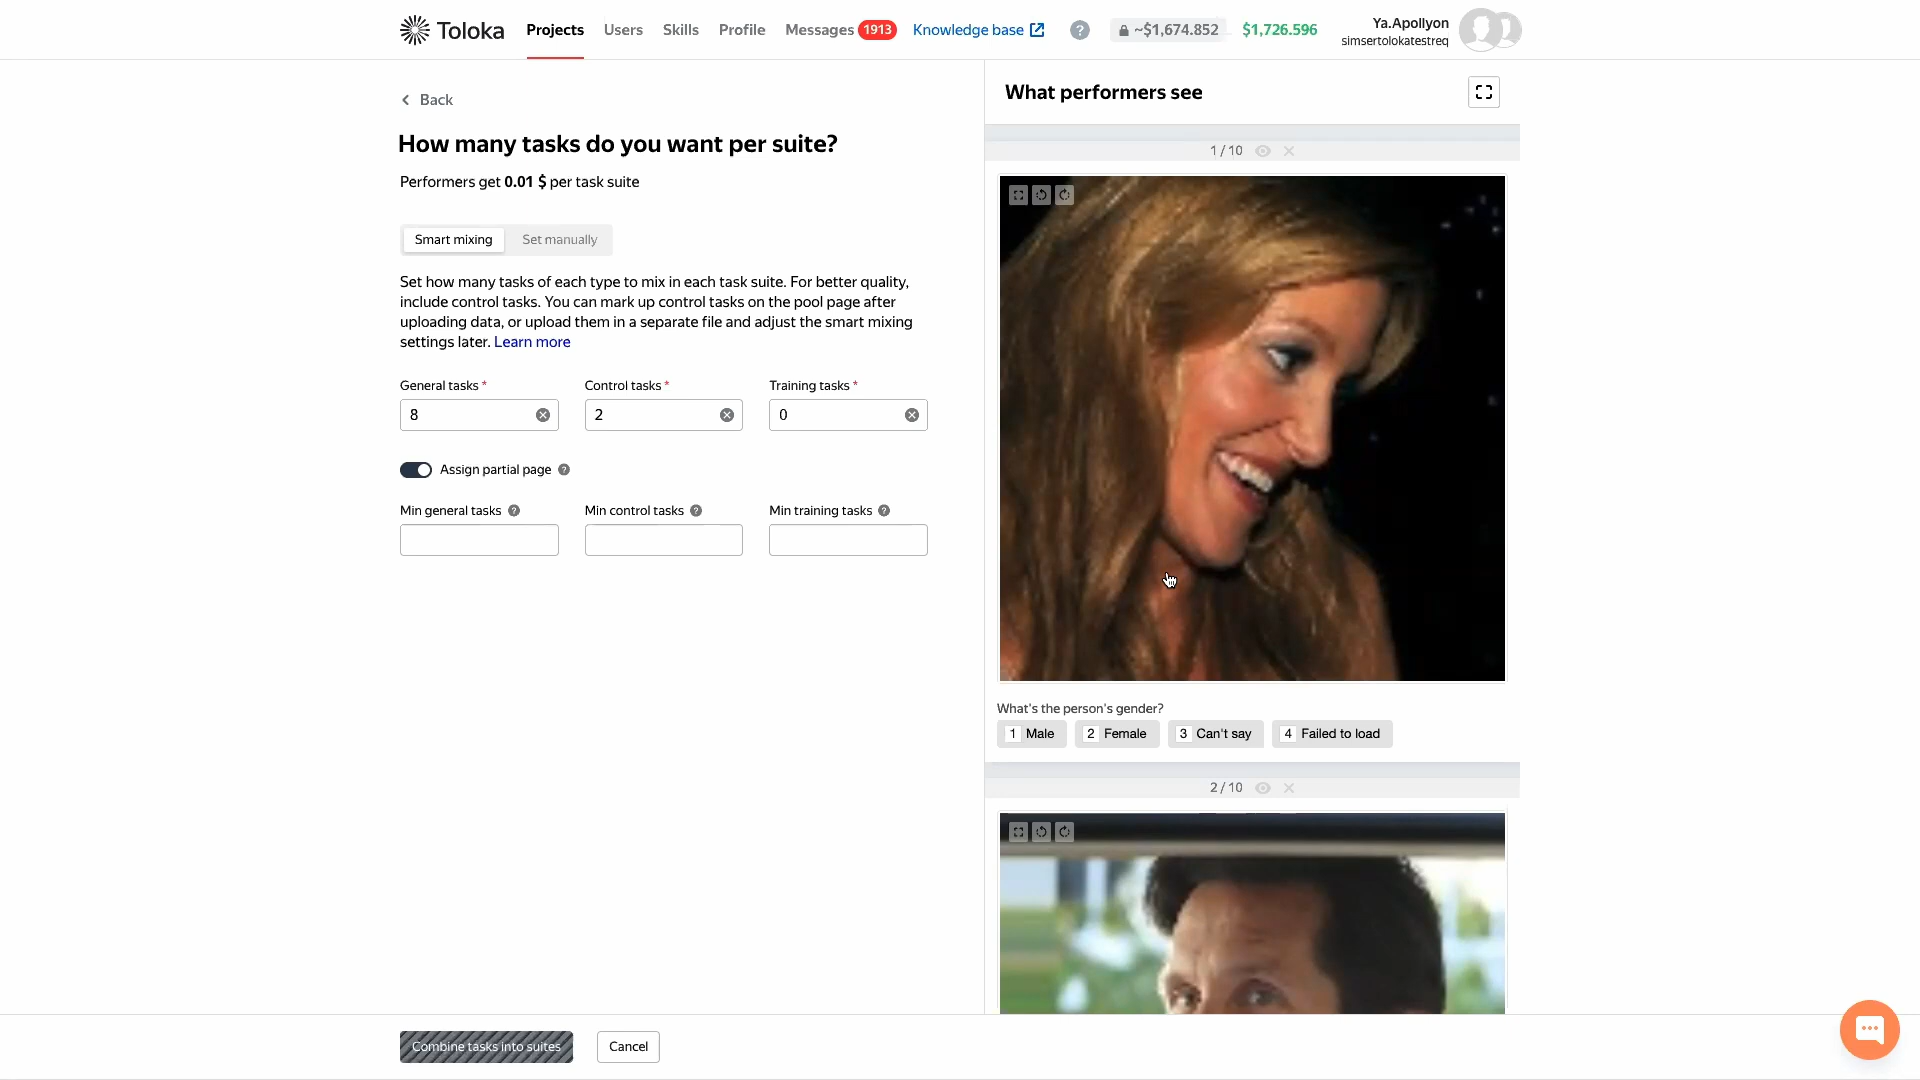 Toloka
Projects
Users
Skills
Profile
Messages 1913
Knowledge base
?
~$1,674.852
$1,726.596
Ya.Apollyon
simsertolokatestreq
Back
How many tasks do you want per suite?
Performers get 0.01 $ per task suite
Smart mixing
Set manually
Set how many tasks of each type to mix in each task suite. For better quality,
include control tasks. You can mark up control tasks on the pool page after
uploading data, or upload them in a separate file and adjust the smart mixing
settings later. Learn more
General tasks *
Control tasks *
Training tasks *
8
2
0
Assign partial page ?
Min general tasks ?
Min control tasks ?
Min training tasks ?
Combine tasks into suites
Cancel
What performers see
1 / 10
What's the person's gender?
1 Male
2 Female
3 Can't say
4 Failed to load
2 / 10